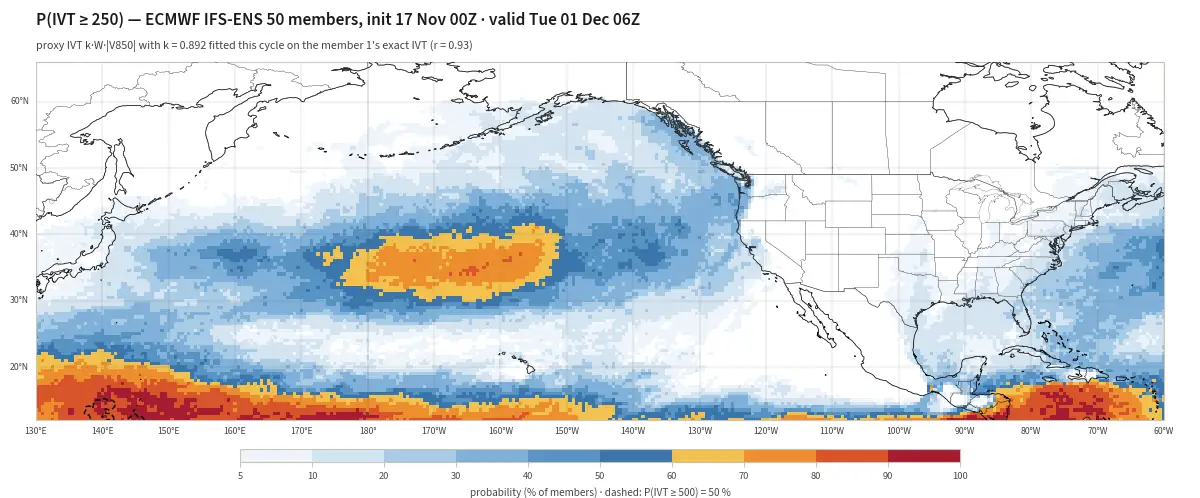 P(IVT ≥ 250) — ECMWF IFS-ENS 50 members, init 17 Nov 00Z · valid Tue 01 Dec 06Z
proxy IVT k·W·|V850| with k = 0.892 fitted this cycle on the member 1's exact IVT (r = 0.93)
60°N
50°N
40°N
30°N
20°N
130°E 140°E 150°E 160°E 170°E 180° 170°W 160°W 150°W 140°W 130°W 120°W 110°W 100°W 90°W 80°W 70°W 60°W
5 10 20 30 40 50 60 70 80 90 100
probability (% of members) · dashed: P(IVT ≥ 500) = 50 %